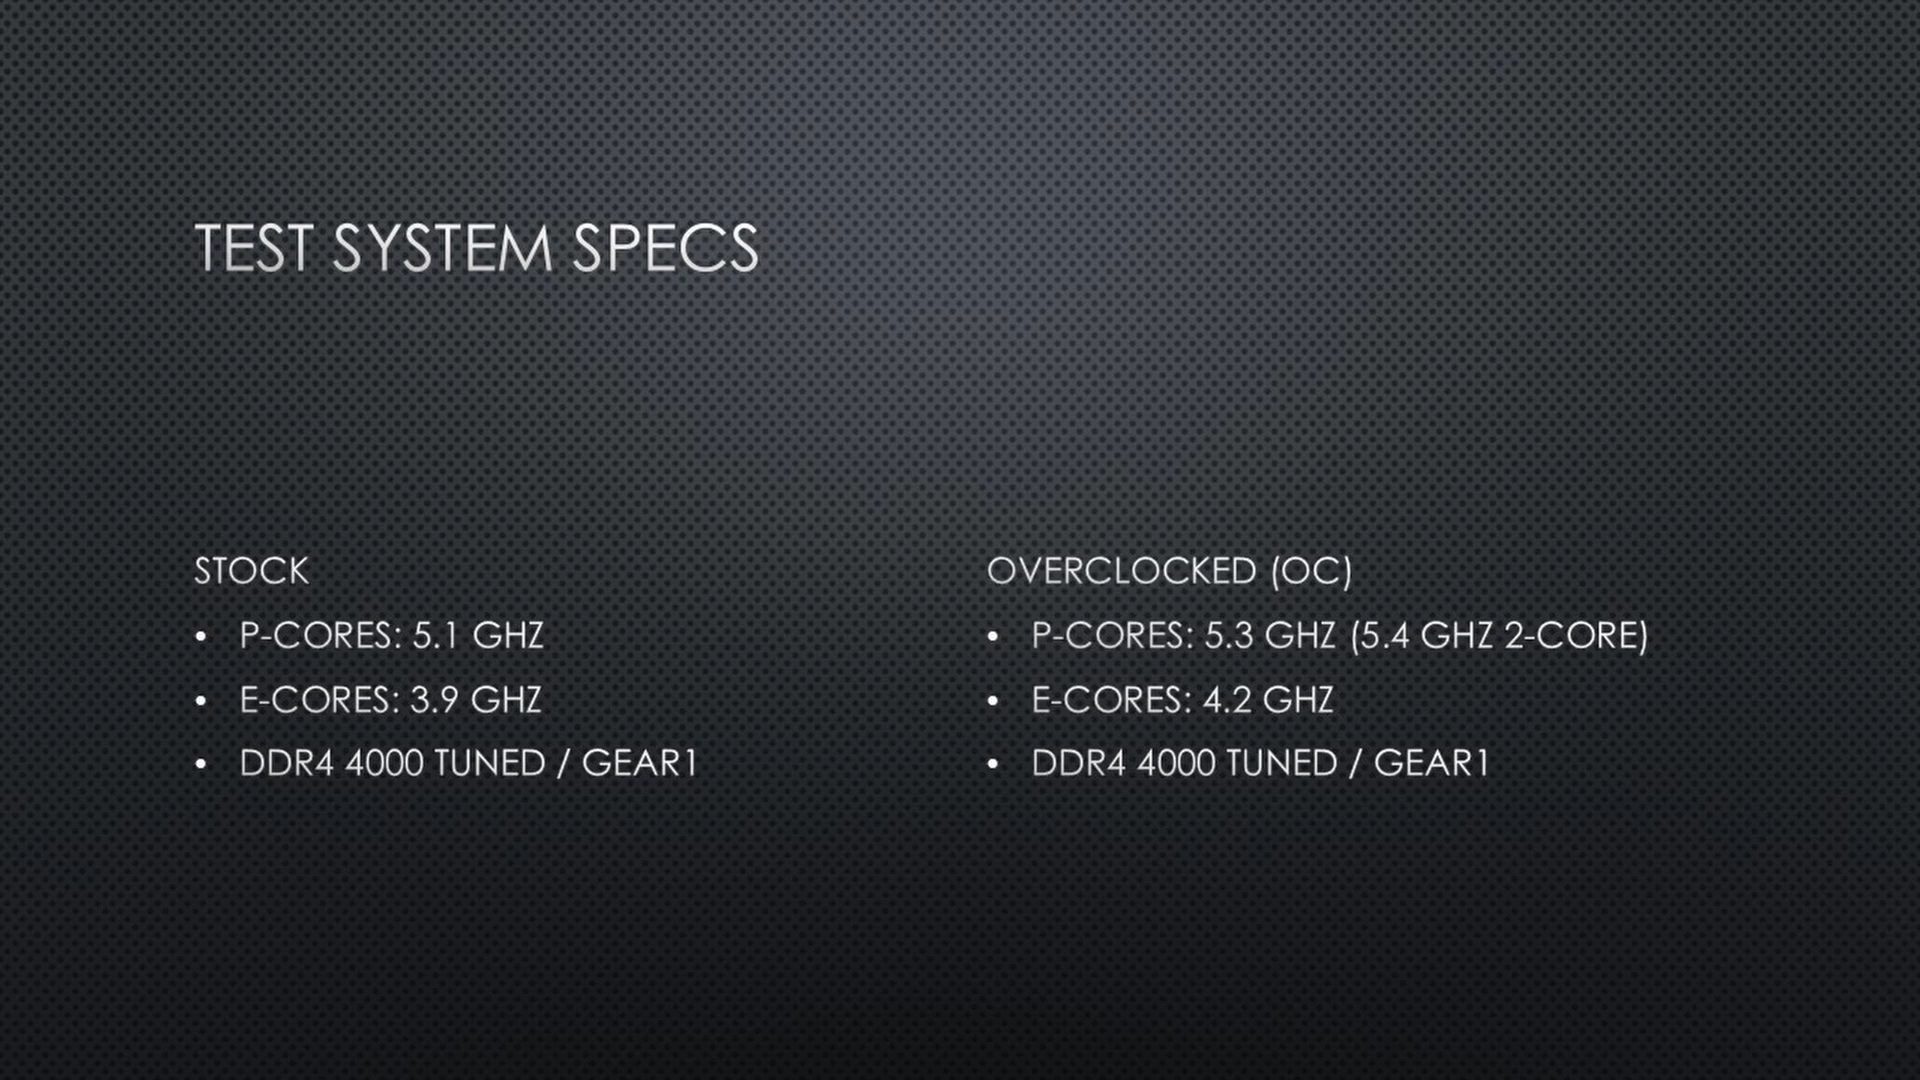 TEST SYSTEM SPECS
STOCK
• P-CORES: 5.1 GHZ
• E-CORES: 3.9 GHZ
• DDR4 4000 TUNED / GEAR1
OVERCLOCKED (OC)
• P-CORES: 5.3 GHZ (5.4 GHZ 2-CORE)
• E-CORES: 4.2 GHZ
• DDR4 4000 TUNED / GEAR1